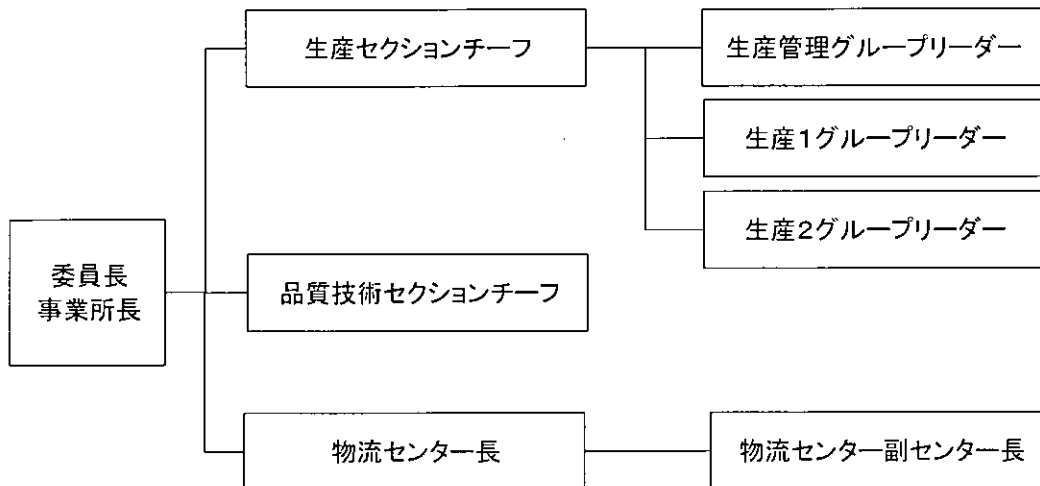 生産セクションチーフ
生産管理グループリーダー
生産1グループリーダー
生産2グループリーダー
委員長
事業所長
品質技術セクションチーフ
物流センター長
物流センター副センター長